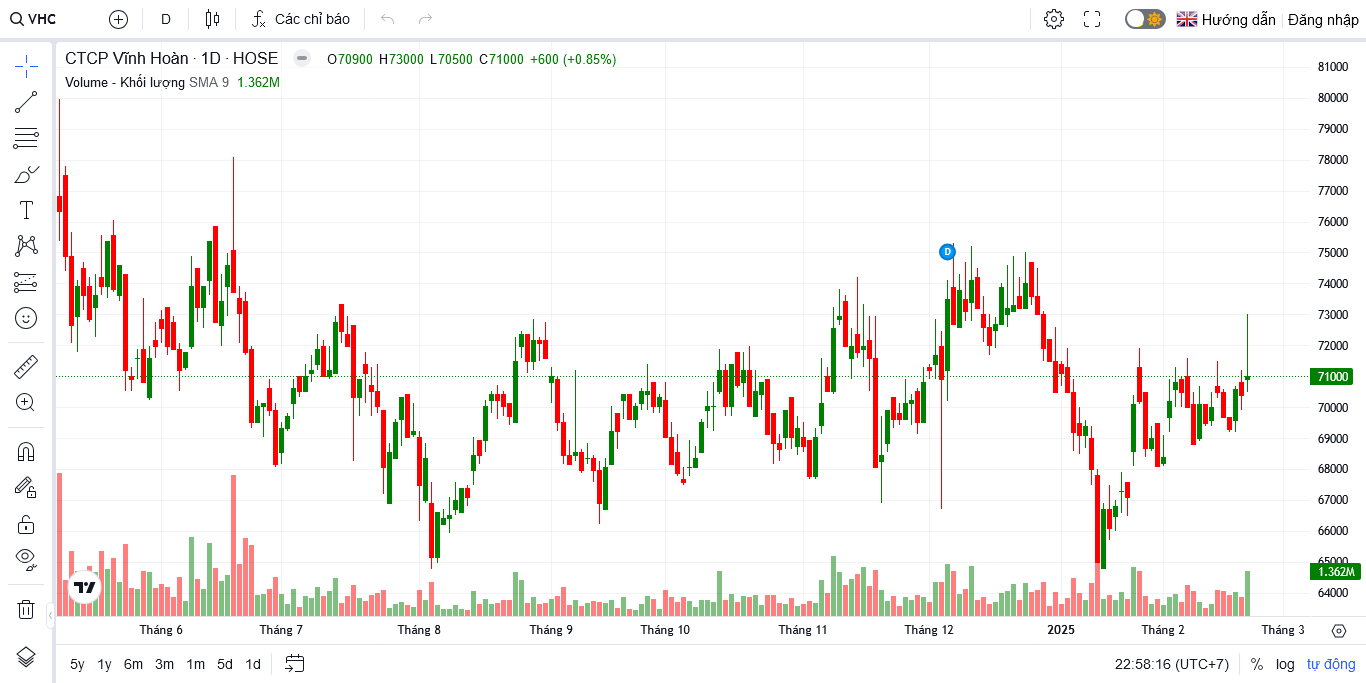 VHC D Các chỉ báo Hướng dẫn Đăng nhập
CTCP Vĩnh Hoàn · 1D · HOSE O70900 H73000 L70500 C71000 +600 (+0.85%)
Volume - Khối lượng SMA 9 1.362M
81000
80000
79000
78000
77000
76000
75000
D
74000
73000
72000
71000
70000
69000
68000
67000
66000
65000
1.362M
64000
Tháng 6 Tháng 7 Tháng 8 Tháng 9 Tháng 10 Tháng 11 Tháng 12 2025 Tháng 2 Tháng 3
5y 1y 6m 3m 1m 5d 1d 22:58:16 (UTC+7) % log tự động